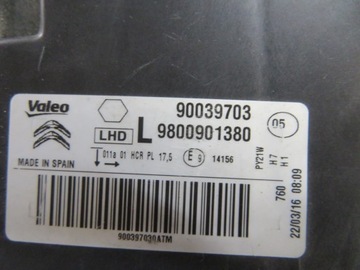 Valeo
90039703
05
LHD
L 9800901380
MADE IN SPAIN
011a 01 HCR PL 17,5
E 9
14156
PY21W
H7
H1
760
22/03/16 08:09
900397030ATM